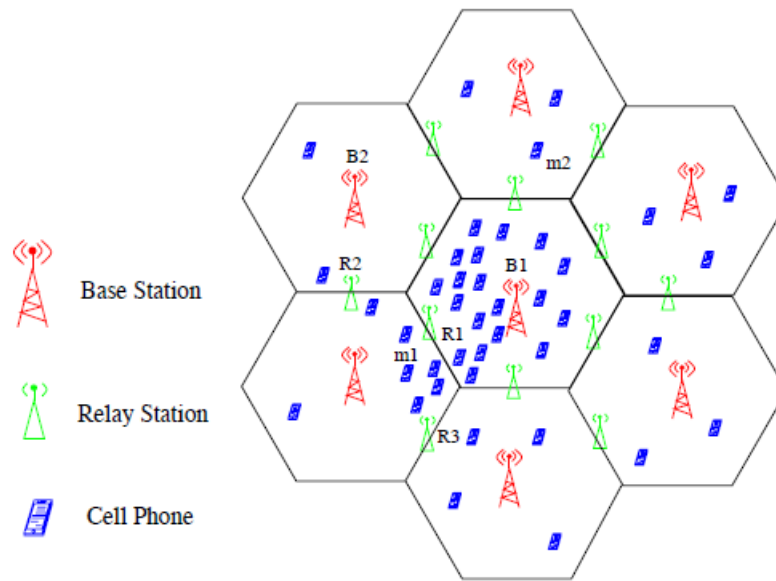 B2
m2
R2
B1
Base Station
R1
m1
Relay Station
R3
Cell Phone